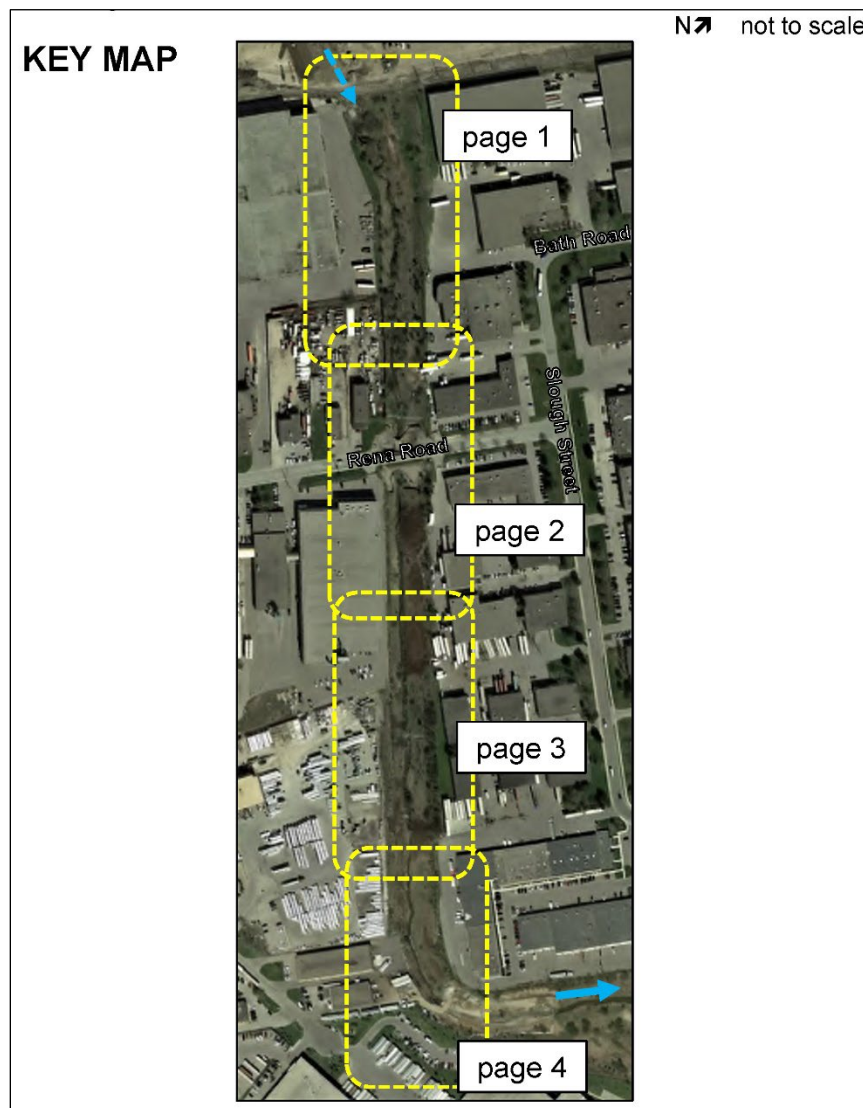 N↗ not to scale
KEY MAP
page 1
Bath Road
Slough Street
Rena Road
page 2
page 3
page 4